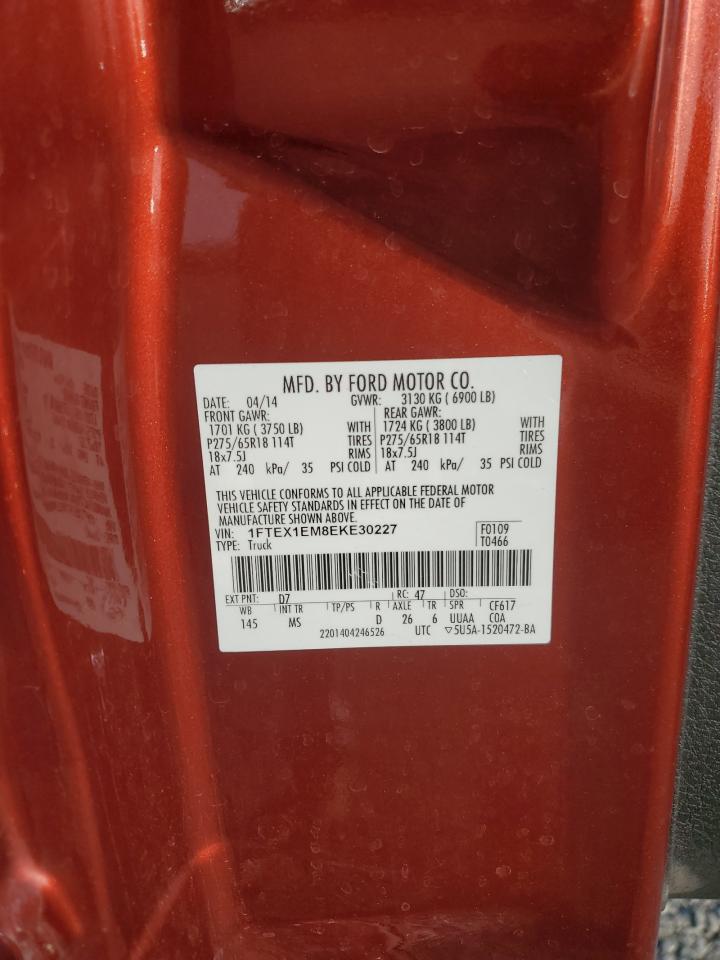 MFD. BY FORD MOTOR CO.
DATE: 04/14 GVWR: 3130 KG ( 6900 LB)
FRONT GAWR: REAR GAWR:
1701 KG ( 3750 LB) WITH 1724 KG ( 3800 LB) WITH
P275/65R18 114T TIRES P275/65R18 114T TIRES
18x7.5J RIMS 18x7.5J RIMS
AT 240 kPa/ 35 PSI COLD AT 240 kPa/ 35 PSI COLD
THIS VEHICLE CONFORMS TO ALL APPLICABLE FEDERAL MOTOR
VEHICLE SAFETY STANDARDS IN EFFECT ON THE DATE OF
MANUFACTURE SHOWN ABOVE.
VIN: 1FTEX1EM8EKE30227 F0109
TYPE: Truck T0466
EXT PNT: D7 RC: 47 DSO:
WB INT TR TP/PS R AXLE TR SPR CF617
145 MS D 26 6 UUAA C0A
2201404246526 UTC ▽5U5A-1520472-BA